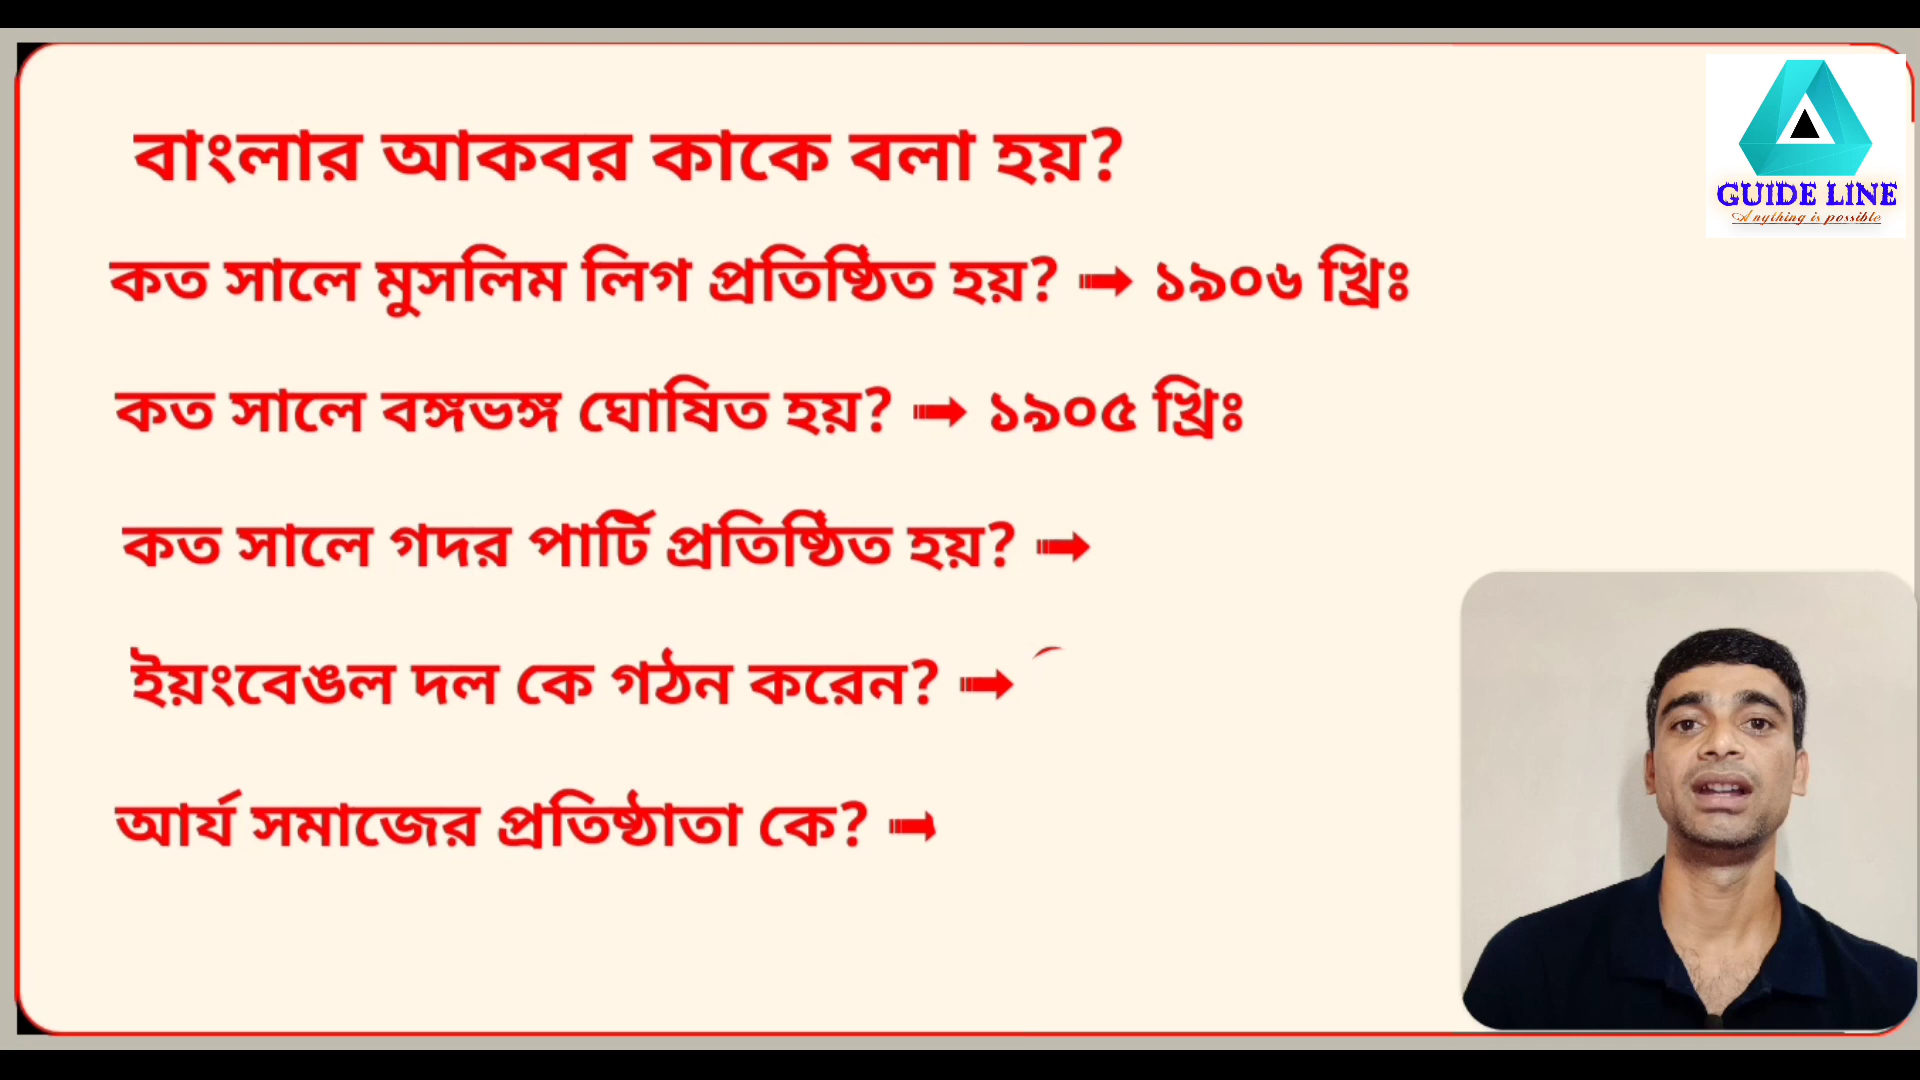 বাংলার আকবর কাকে বলা হয়?
কত সালে মুসলিম লিগ প্রতিষ্ঠিত হয়? ➟ ১৯০৬ খ্রিঃ
কত সালে বঙ্গভঙ্গ ঘোষিত হয়? ➟ ১৯০৫ খ্রিঃ
কত সালে গদর পার্টি প্রতিষ্ঠিত হয়? ➟
ইয়ংবেঙল দল কে গঠন করেন? ➟
আর্য সমাজের প্রতিষ্ঠাতা কে? ➟
GUIDE LINE
Anything is possible